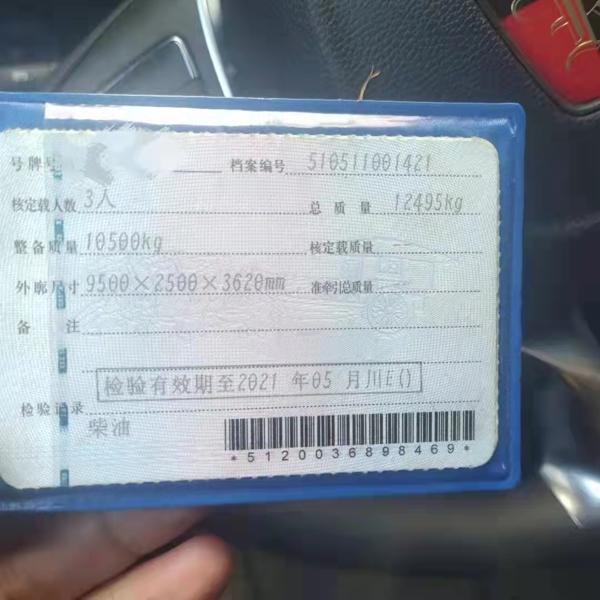 号牌号 档案编号 510511001421
核定载人数 3人 总质量 12495kg
整备质量 10500kg 核定载质量 --
外廓尺寸 9500×2500×3620mm 准牵引总质量
备注
检验有效期至2021 年05 月川E()
检验记录
柴油
*5120036898469*